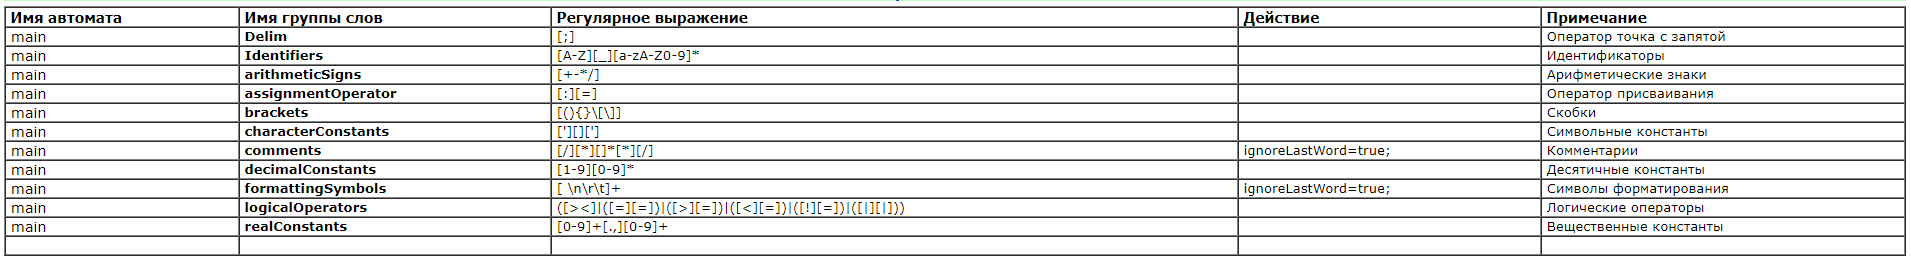 Имя автомата Имя группы слов Регулярное выражение Действие Примечание
main Delim [;] Оператор точка с запятой
main Identifiers [A-Z][_][a-zA-Z0-9]* Идентификаторы
main arithmeticSigns [+-*/] Арифметические знаки
main assignmentOperator [:][=] Оператор присваивания
main brackets [(){}\[\]] Скобки
main characterConstants ['][]['] Символьные константы
main comments [/][*][]*[*][/] ignoreLastWord=true; Комментарии
main decimalConstants [1-9][0-9]* Десятичные константы
main formattingSymbols [ \n\r\t]+ ignoreLastWord=true; Символы форматирования
main logicalOperators ([><]|([=][=])|([>][=])|([<][=])|([!][=])|([|][|])) Логические операторы
main realConstants [0-9]+[.,][0-9]+ Вещественные константы